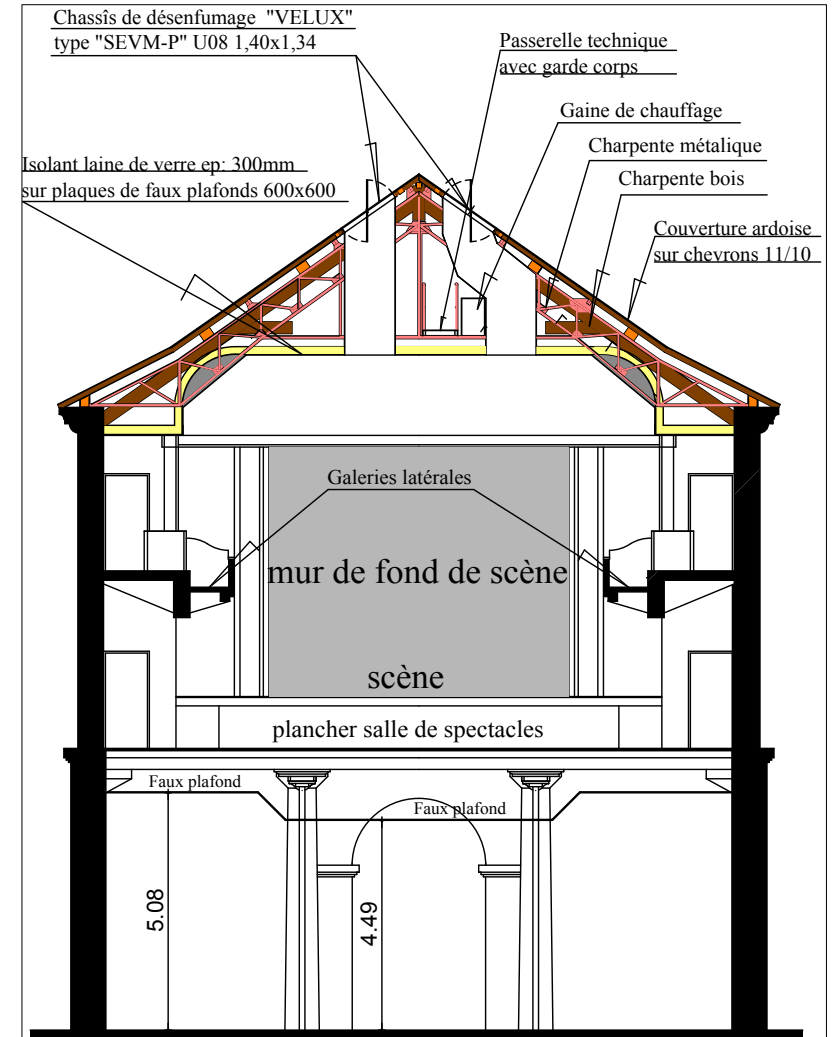 Chassîs de désenfumage "VELUX"
type "SEVM-P" U08 1,40x1,34
Passerelle technique
avec garde corps
Gaine de chauffage
Charpente métalique
Charpente bois
Isolant laine de verre ep: 300mm
sur plaques de faux plafonds 600x600
Couverture ardoise
sur chevrons 11/10
Galeries latérales
mur de fond de scène
scène
plancher salle de spectacles
Faux plafond
Faux plafond
5.08
4.49